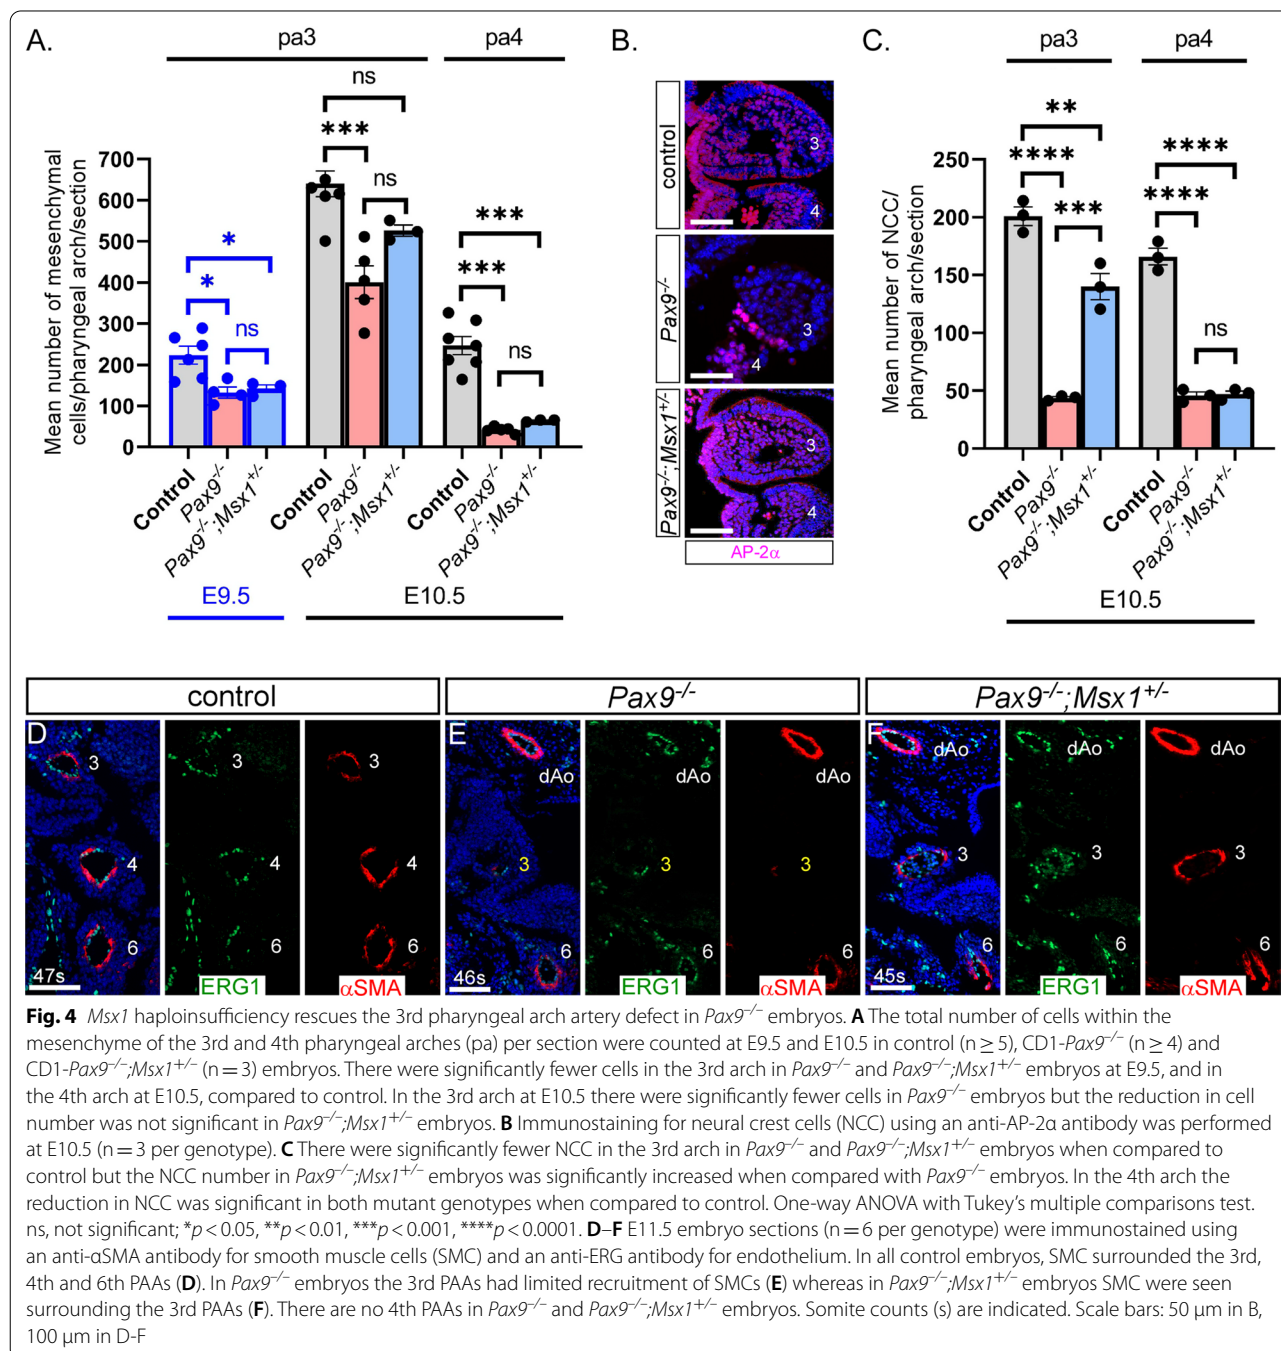 A.
pa3
pa4
Mean number of mesenchymal
cells/pharyngeal arch/section
700
600
500
400
300
200
100
0
*
*
ns
ns
***
ns
***
***
ns
Control
Pax9-/-
Pax9-/-;Msx1+/-
Control
Pax9-/-
Pax9-/-;Msx1+/-
Control
Pax9-/-
Pax9-/-;Msx1+/-
E9.5
E10.5
B.
control
3
4
Pax9-/-
3
4
Pax9-/-;Msx1+/-
3
4
AP-2α
C.
pa3
pa4
Mean number of NCC/
pharyngeal arch/section
250
200
150
100
50
0
**
****
***
****
****
ns
Control
Pax9-/-
Pax9-/-;Msx1+/-
Control
Pax9-/-
Pax9-/-;Msx1+/-
E10.5
control
Pax9-/-
Pax9-/-;Msx1+/-
D
3
3
3
4
4
4
6
6
6
47s
ERG1
αSMA
E
dAo
dAo
dAo
3
3
3
6
6
6
46s
ERG1
αSMA
F
dAo
dAo
dAo
3
3
3
6
6
6
45s
ERG1
αSMA
Fig. 4 Msx1 haploinsufficiency rescues the 3rd pharyngeal arch artery defect in Pax9−/− embryos. A The total number of cells within the
mesenchyme of the 3rd and 4th pharyngeal arches (pa) per section were counted at E9.5 and E10.5 in control (n ≥ 5), CD1-Pax9−/− (n ≥ 4) and
CD1-Pax9−/−;Msx1+/− (n = 3) embryos. There were significantly fewer cells in the 3rd arch in Pax9−/− and Pax9−/−;Msx1+/− embryos at E9.5, and in
the 4th arch at E10.5, compared to control. In the 3rd arch at E10.5 there were significantly fewer cells in Pax9−/− embryos but the reduction in cell
number was not significant in Pax9−/−;Msx1+/− embryos. B Immunostaining for neural crest cells (NCC) using an anti-AP-2α antibody was performed
at E10.5 (n = 3 per genotype). C There were significantly fewer NCC in the 3rd arch in Pax9−/− and Pax9−/−;Msx1+/− embryos when compared to
control but the NCC number in Pax9−/−;Msx1+/− embryos was significantly increased when compared with Pax9−/− embryos. In the 4th arch the
reduction in NCC was significant in both mutant genotypes when compared to control. One-way ANOVA with Tukey’s multiple comparisons test.
ns, not significant; *p < 0.05, **p < 0.01, ***p < 0.001, ****p < 0.0001. D–F E11.5 embryo sections (n = 6 per genotype) were immunostained using
an anti-αSMA antibody for smooth muscle cells (SMC) and an anti-ERG antibody for endothelium. In all control embryos, SMC surrounded the 3rd,
4th and 6th PAAs (D). In Pax9−/− embryos the 3rd PAAs had limited recruitment of SMCs (E) whereas in Pax9−/−;Msx1+/− embryos SMC were seen
surrounding the 3rd PAAs (F). There are no 4th PAAs in Pax9−/− and Pax9−/−;Msx1+/− embryos. Somite counts (s) are indicated. Scale bars: 50 μm in B,
100 μm in D-F